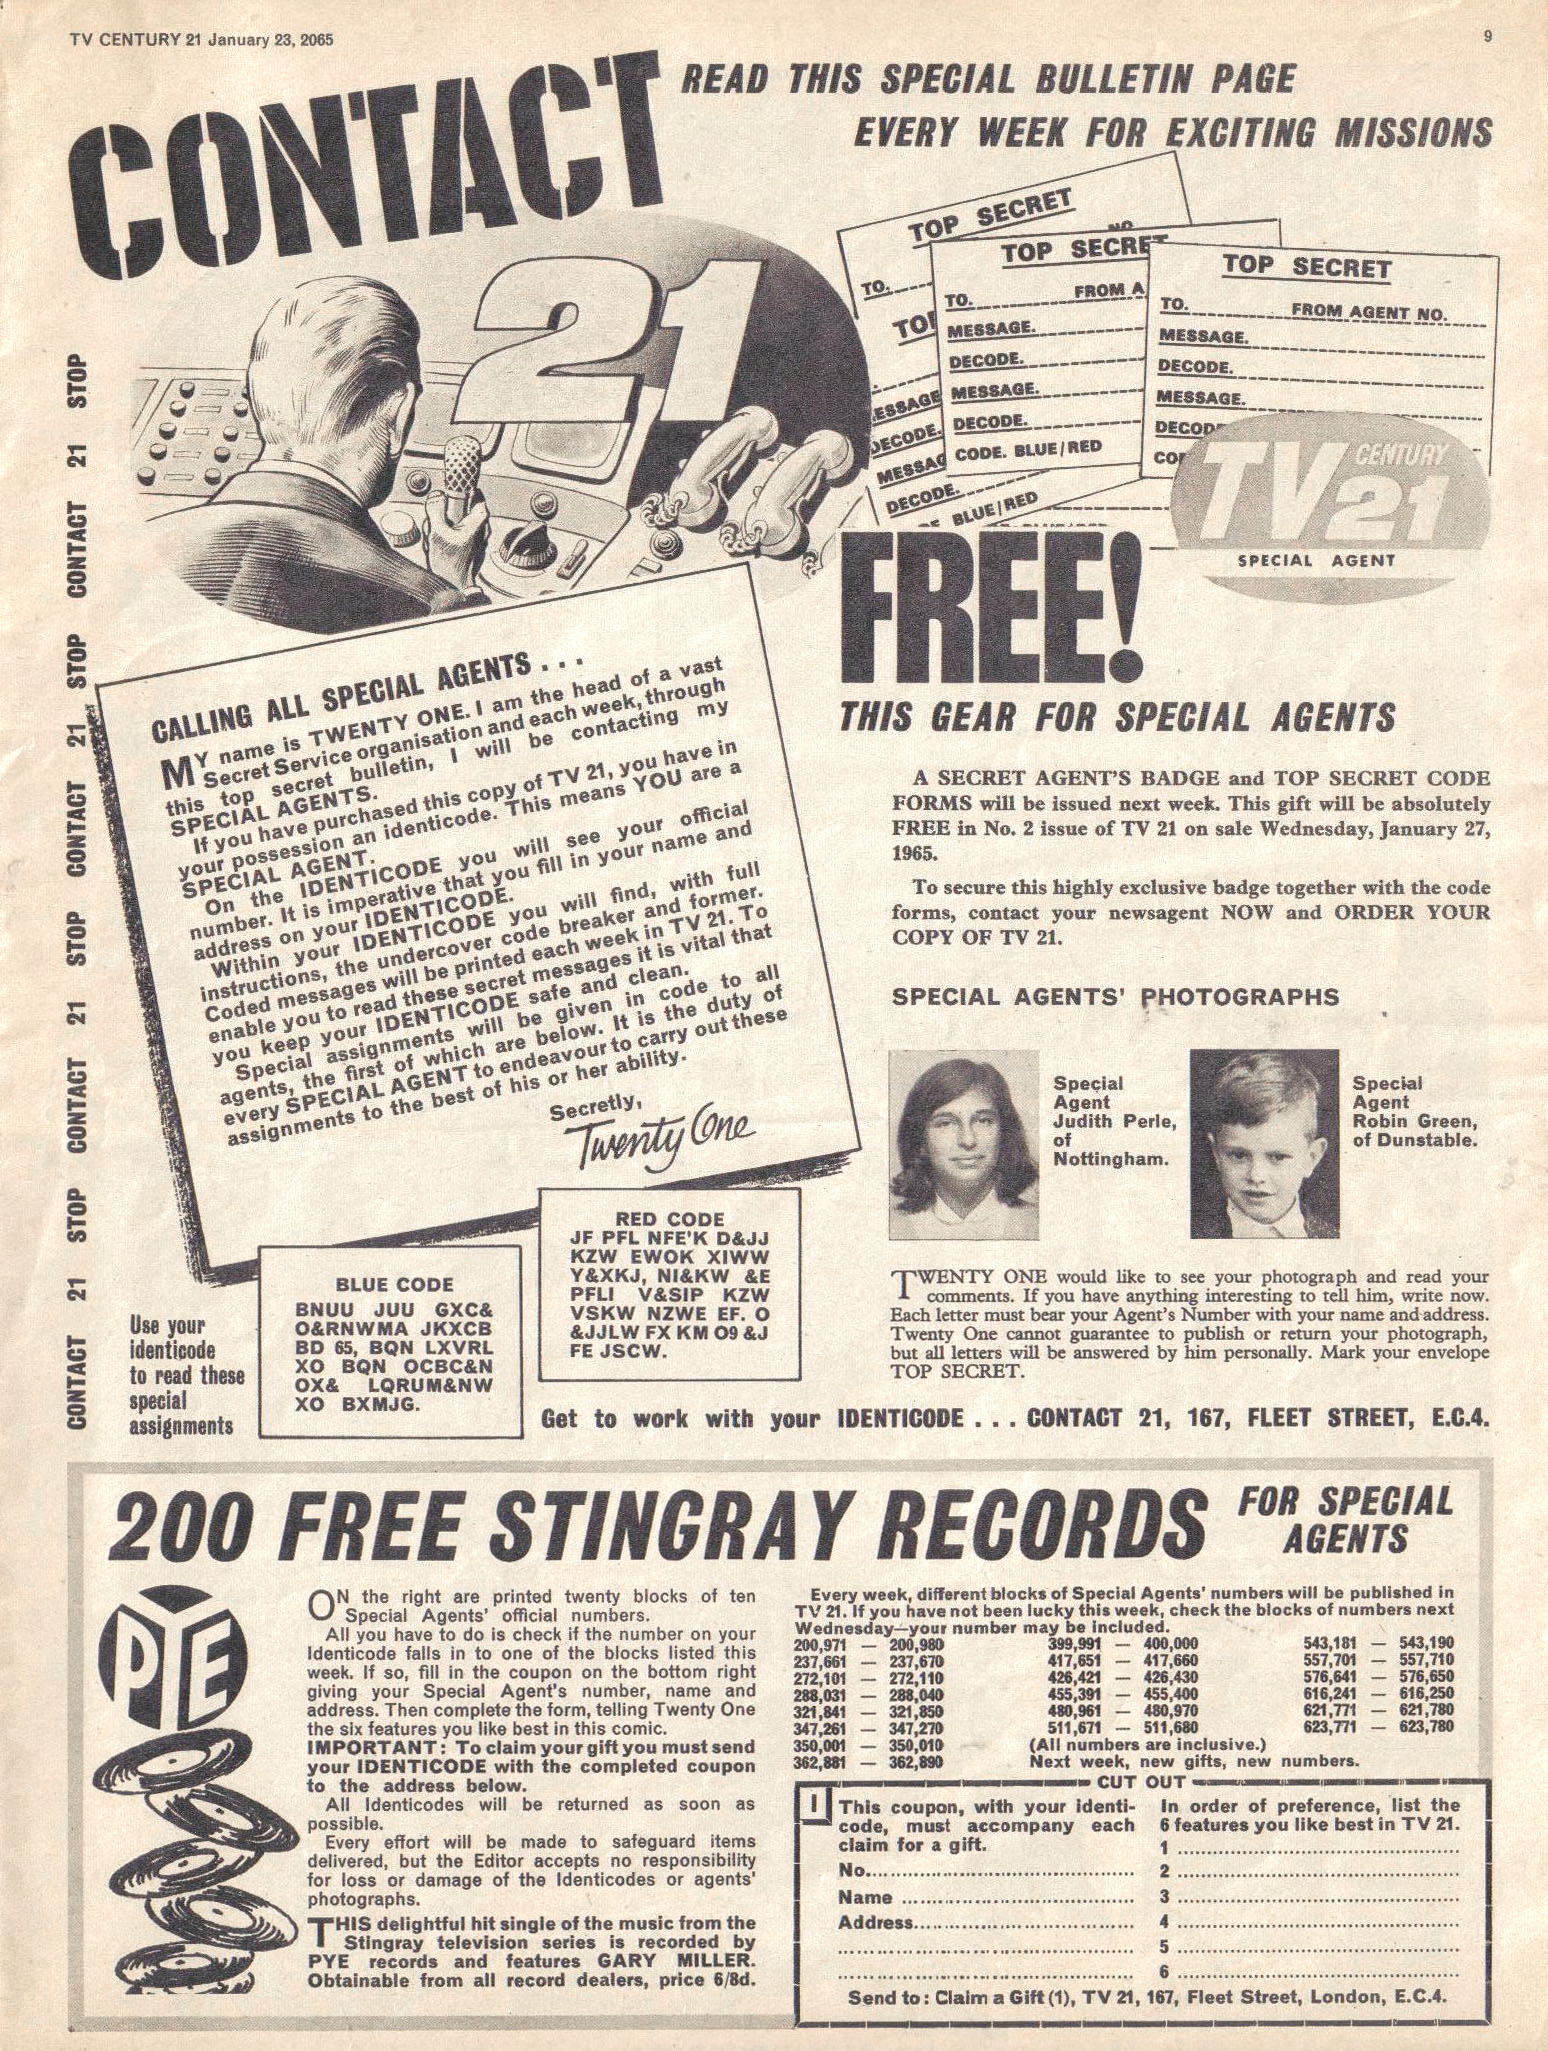 TV CENTURY 21 January 23, 2065
9
CONTACT
21
READ THIS SPECIAL BULLETIN PAGE
EVERY WEEK FOR EXCITING MISSIONS
TOP SECRET
NO.
TO.
TOP SECRET
TO. FROM A
MESSAGE.
DECODE.
MESSAGE.
DECODE.
CODE. BLUE/RED
TOP SECRET
TO. FROM AGENT NO.
MESSAGE.
DECODE.
MESSAGE.
DECODE.
ESSAGE
DECODE.
MESSAG
DECODE.
BLUE/RED
TV CENTURY 21
SPECIAL AGENT
CONTACT 21 STOP CONTACT 21 STOP CONTACT 21 STOP CONTACT 21 STOP
FREE!
THIS GEAR FOR SPECIAL AGENTS
CALLING ALL SPECIAL AGENTS . . .
MY name is TWENTY ONE. I am the head of a vast
Secret Service organisation and each week, through
this top secret bulletin, I will be contacting my
SPECIAL AGENTS.
If you have purchased this copy of TV 21, you have in
your possession an identicode. This means YOU are a
SPECIAL AGENT.
On the IDENTICODE you will see your official
number. It is imperative that you fill in your name and
address on your IDENTICODE.
Within your IDENTICODE you will find, with full
instructions, the undercover code breaker and former.
Coded messages will be printed each week in TV 21. To
enable you to read these secret messages it is vital that
you keep your IDENTICODE safe and clean.
Special assignments will be given in code to all
agents, the first of which are below. It is the duty of
every SPECIAL AGENT to endeavour to carry out these
assignments to the best of his or her ability.
Secretly,
Twenty One
A SECRET AGENT'S BADGE and TOP SECRET CODE
FORMS will be issued next week. This gift will be absolutely
FREE in No. 2 issue of TV 21 on sale Wednesday, January 27,
1965.
To secure this highly exclusive badge together with the code
forms, contact your newsagent NOW and ORDER YOUR
COPY OF TV 21.
SPECIAL AGENTS' PHOTOGRAPHS
Special
Agent
Judith Perle,
of
Nottingham.
Special
Agent
Robin Green,
of Dunstable.
TWENTY ONE would like to see your photograph and read your
comments. If you have anything interesting to tell him, write now.
Each letter must bear your Agent's Number with your name and address.
Twenty One cannot guarantee to publish or return your photograph,
but all letters will be answered by him personally. Mark your envelope
TOP SECRET.
Use your
identicode
to read these
special
assignments
BLUE CODE
BNUU JUU GXC&
O&RNWMA JKXCB
BD 65, BQN LXVRL
XO BQN OCBC&N
OX& LQRUM&NW
XO BXMJG.
RED CODE
JF PFL NFE'K D&JJ
KZW EWOK XIWW
Y&XKJ, NI&KW &E
PFLI V&SIP KZW
VSKW NZWE EF. O
&JJLW FX KM O9 &J
FE JSCW.
Get to work with your IDENTICODE . . . CONTACT 21, 167, FLEET STREET, E.C.4.
200 FREE STINGRAY RECORDS
FOR SPECIAL
AGENTS
PYE
ON the right are printed twenty blocks of ten
Special Agents' official numbers.
All you have to do is check if the number on your
Identicode falls in to one of the blocks listed this
week. If so, fill in the coupon on the bottom right
giving your Special Agent's number, name and
address. Then complete the form, telling Twenty One
the six features you like best in this comic.
IMPORTANT: To claim your gift you must send
your IDENTICODE with the completed coupon
to the address below.
All Identicodes will be returned as soon as
possible.
Every effort will be made to safeguard items
delivered, but the Editor accepts no responsibility
for loss or damage of the Identicodes or agents'
photographs.
THIS delightful hit single of the music from the
Stingray television series is recorded by
PYE records and features GARY MILLER.
Obtainable from all record dealers, price 6/8d.
Every week, different blocks of Special Agents' numbers will be published in
TV 21. If you have not been lucky this week, check the blocks of numbers next
Wednesday—your number may be included.
200,971 — 200,980 399,991 — 400,000 543,181 — 543,190
237,661 — 237,670 417,651 — 417,660 557,701 — 557,710
272,101 — 272,110 426,421 — 426,430 576,641 — 576,650
288,031 — 288,040 455,391 — 455,400 616,241 — 616,250
321,841 — 321,850 480,961 — 480,970 621,771 — 621,780
347,261 — 347,270 511,671 — 511,680 623,771 — 623,780
350,001 — 350,010 (All numbers are inclusive.)
362,881 — 362,890 Next week, new gifts, new numbers.
CUT OUT
1
This coupon, with your identi-
code, must accompany each
claim for a gift.
No.
Name
Address
In order of preference, list the
6 features you like best in TV 21.
1
2
3
4
5
6
Send to: Claim a Gift (1), TV 21, 167, Fleet Street, London, E.C.4.